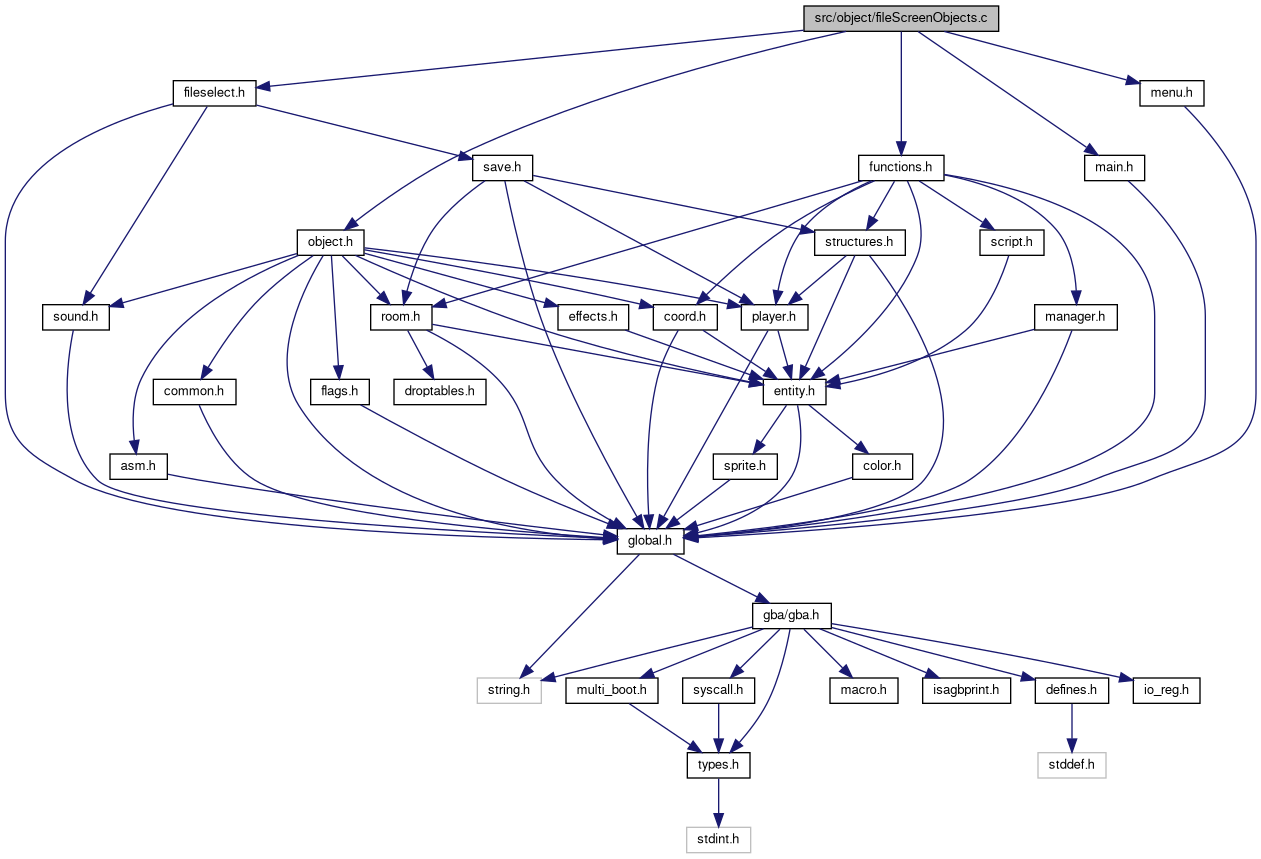 src/object/fileScreenObjects.c
fileselect.h
menu.h
save.h
functions.h
main.h
object.h
structures.h
script.h
sound.h
room.h
effects.h
coord.h
player.h
manager.h
common.h
flags.h
droptables.h
entity.h
asm.h
sprite.h
color.h
global.h
gba/gba.h
string.h
multi_boot.h
syscall.h
macro.h
isagbprint.h
defines.h
io_reg.h
types.h
stddef.h
stdint.h